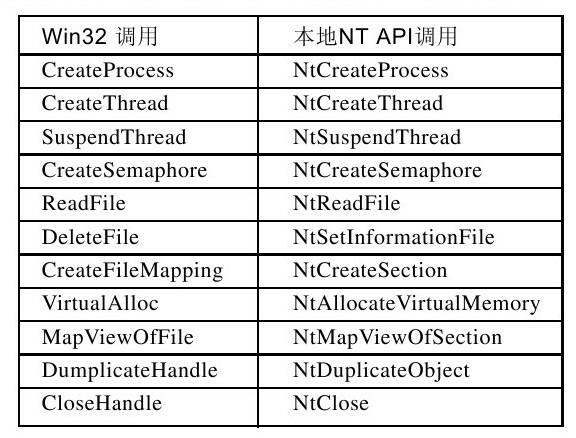 Win32 调用 本地NT API调用
CreateProcess NtCreateProcess
CreateThread NtCreateThread
SuspendThread NtSuspendThread
CreateSemaphore NtCreateSemaphore
ReadFile NtReadFile
DeleteFile NtSetInformationFile
CreateFileMapping NtCreateSection
VirtualAlloc NtAllocateVirtualMemory
MapViewOfFile NtMapViewOfSection
DumplicateHandle NtDuplicateObject
CloseHandle NtClose